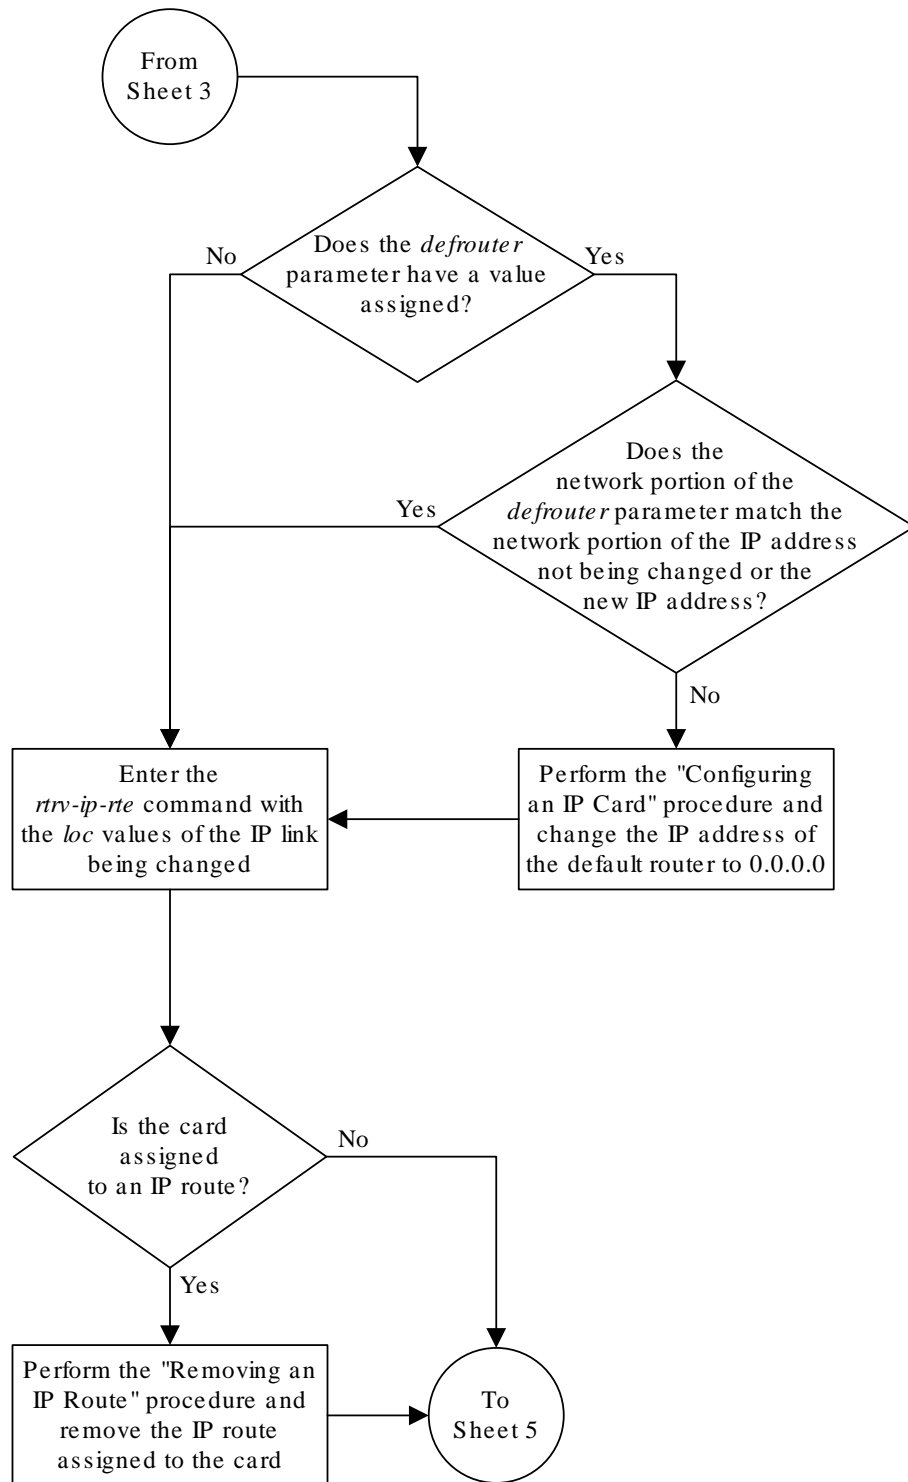 From
Sheet 3
Does the defrouter
parameter have a value
assigned?
No
Yes
Does the
network portion of the
defrouter parameter match the
network portion of the IP address
not being changed or the
new IP address?
Yes
No
Enter the
rtrv-ip-rte command with
the loc values of the IP link
being changed
Perform the "Configuring
an IP Card" procedure and
change the IP address of
the default router to 0.0.0.0
Is the card
assigned
to an IP route?
No
Yes
Perform the "Removing an
IP Route" procedure and
remove the IP route
assigned to the card
To
Sheet 5